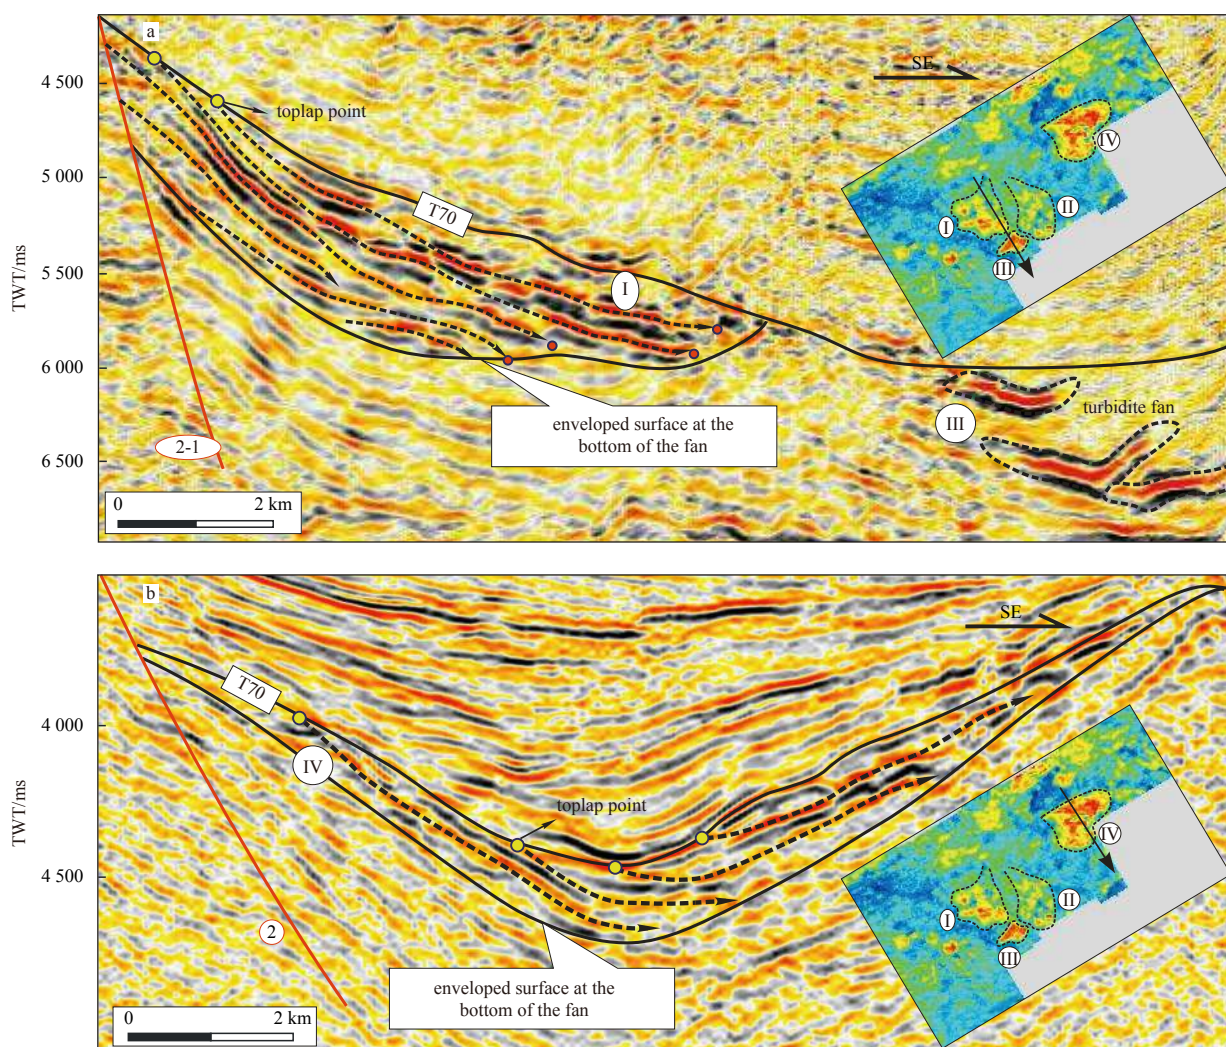 a
SE
4 500
toplap point
IV
5 000
T70
I
II
III
TWT/ms
5 500
I
6 000
turbidite fan
III
enveloped surface at the
bottom of the fan
2-1
6 500
0 2 km
b
SE
T70
4 000
IV
toplap point
IV
TWT/ms
4 500
I
II
2
III
enveloped surface at the
bottom of the fan
0 2 km